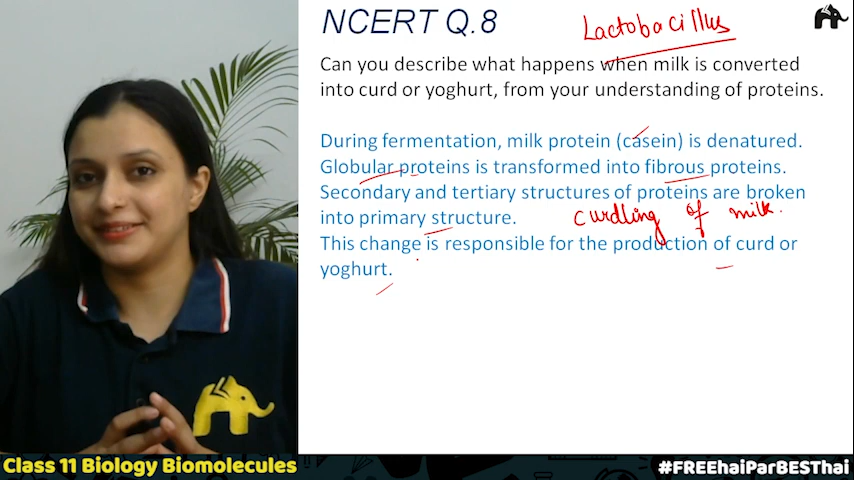 NCERT Q.8
Lactobacillus
Can you describe what happens when milk is converted
into curd or yoghurt, from your understanding of proteins.
During fermentation, milk protein (casein) is denatured.
Globular proteins is transformed into fibrous proteins.
Secondary and tertiary structures of proteins are broken
into primary structure.
curdling of milk.
This change is responsible for the production of curd or
yoghurt.
Class 11 Biology Biomolecules
#FREEhaiParBESThai